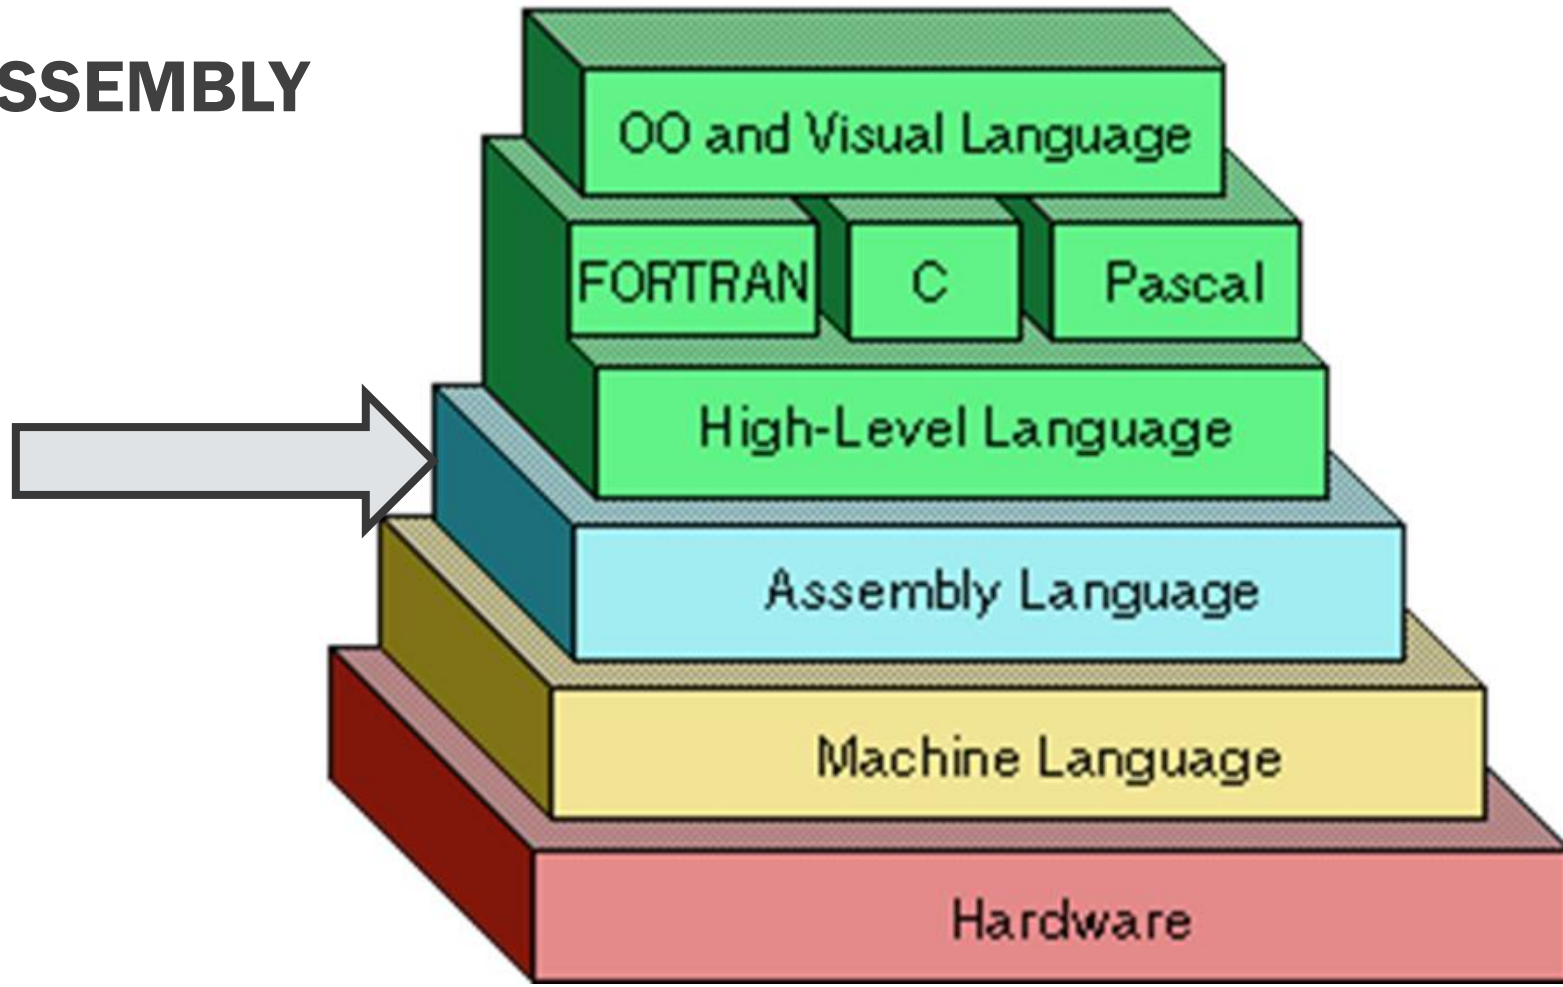 SSEMBLY
OO and Visual Language
FORTRAN C Pascal
High-Level Language
Assembly Language
Machine Language
Hardware